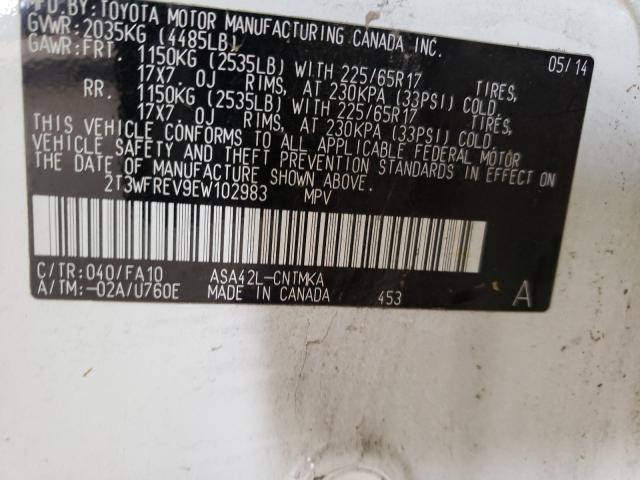 MFD.BY:TOYOTA MOTOR MANUFACTURING CANADA INC.
GVWR:2035KG (4485LB) 05/14
GAWR:FRT. 1150KG (2535LB) WITH 225/65R17 TIRES,
17X7.0J RIMS, AT 230KPA (33PSI) COLD
RR. 1150KG (2535LB) WITH 225/65R17 TIRES,
17X7.0J RIMS, AT 230KPA (33PSI) COLD.
THIS VEHICLE CONFORMS TO ALL APPLICABLE FEDERAL MOTOR
VEHICLE SAFETY AND THEFT PREVENTION STANDARDS IN EFFECT ON
THE DATE OF MANUFACTURE SHOWN ABOVE.
2T3WFREV9EW102983 MPV
C/TR:040/FA10 ASA42L-CNTMKA
A/TM:-02A/U760E MADE IN CANADA 453 A